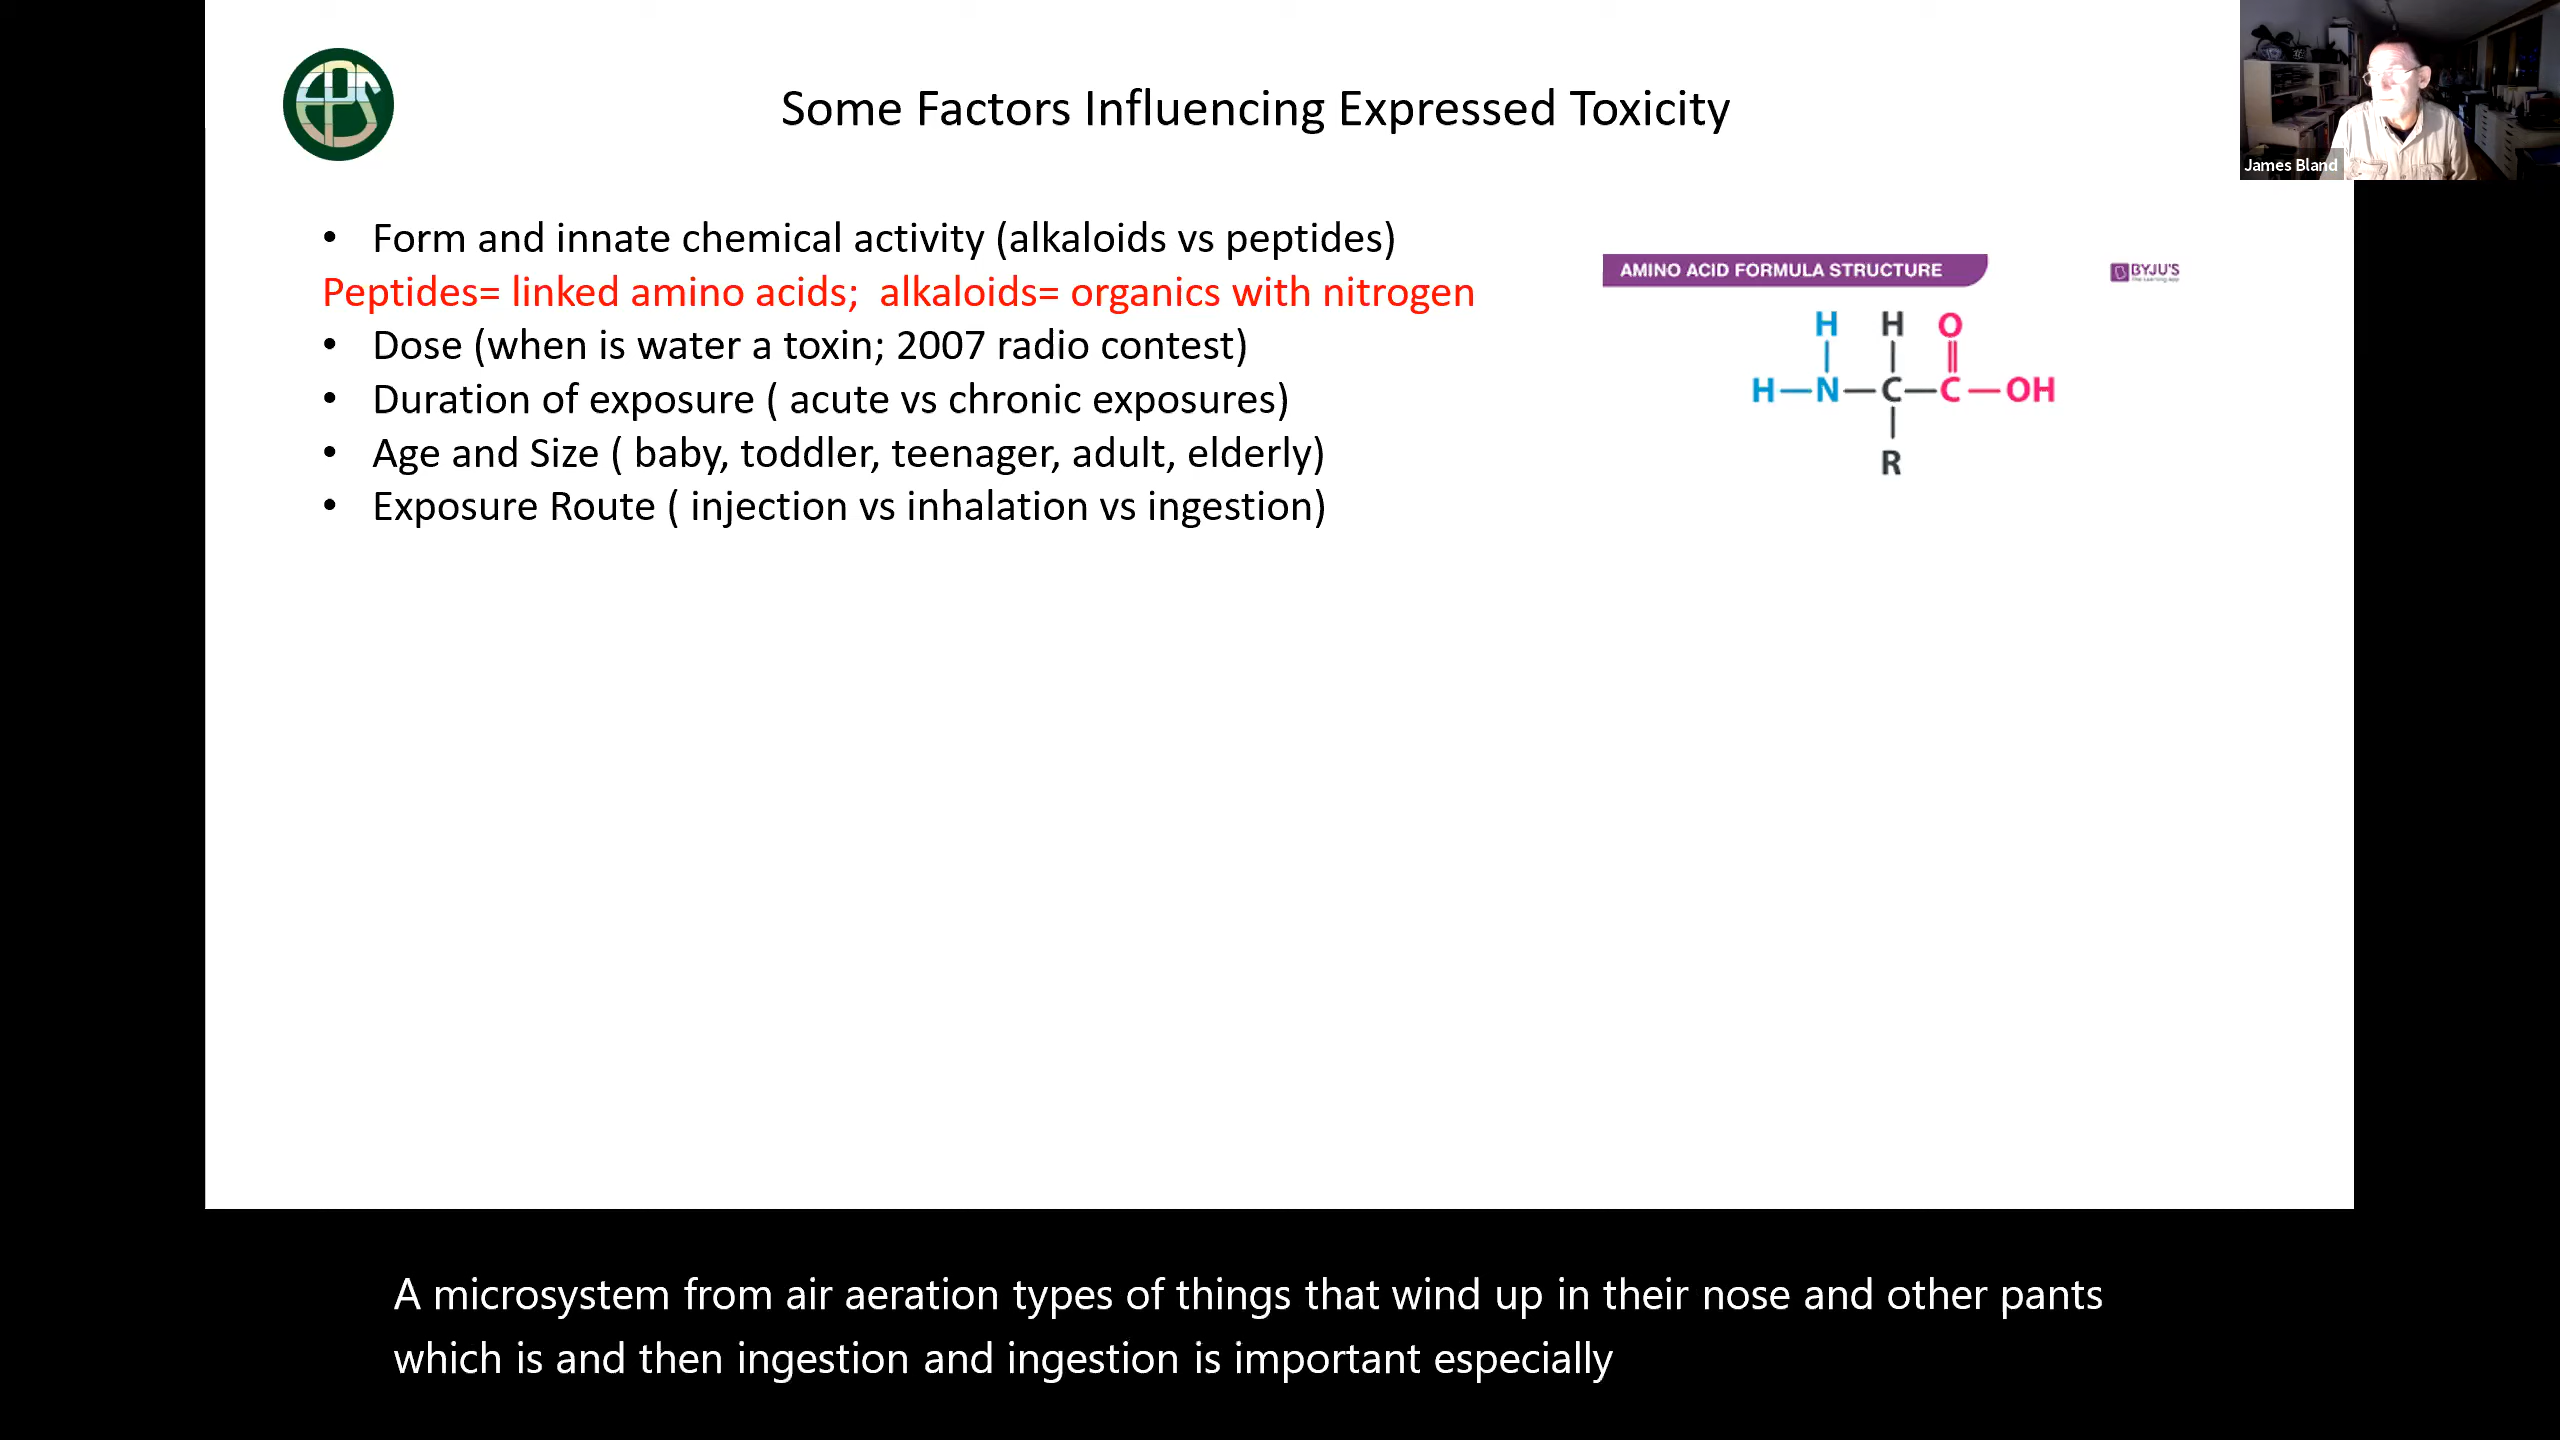 EPS
Some Factors Influencing Expressed Toxicity
James Bland
• Form and innate chemical activity (alkaloids vs peptides)
Peptides= linked amino acids;  alkaloids= organics with nitrogen
• Dose (when is water a toxin; 2007 radio contest)
• Duration of exposure ( acute vs chronic exposures)
• Age and Size ( baby, toddler, teenager, adult, elderly)
• Exposure Route ( injection vs inhalation vs ingestion)
AMINO ACID FORMULA STRUCTURE
BYJU'S
The Learning App
H H O
H—N—C—C—OH
R
A microsystem from air aeration types of things that wind up in their nose and other pants
which is and then ingestion and ingestion is important especially